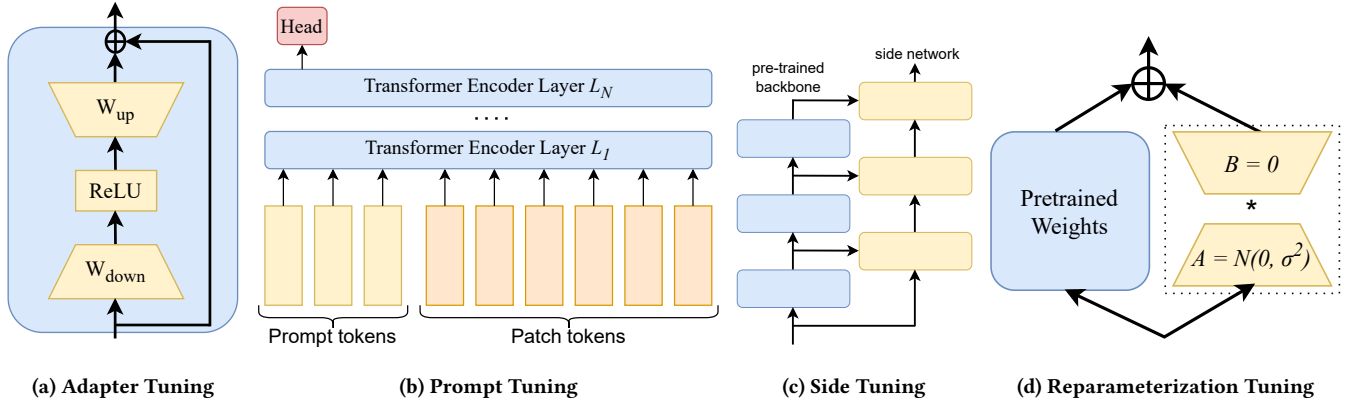 W_up
ReLU
W_down
(a) Adapter Tuning
Head
Transformer Encoder Layer L_N
....
Transformer Encoder Layer L_1
Prompt tokens
Patch tokens
(b) Prompt Tuning
pre-trained
backbone
side network
(c) Side Tuning
Pretrained
Weights
B = 0
*
A = N(0, σ²)
(d) Reparameterization Tuning